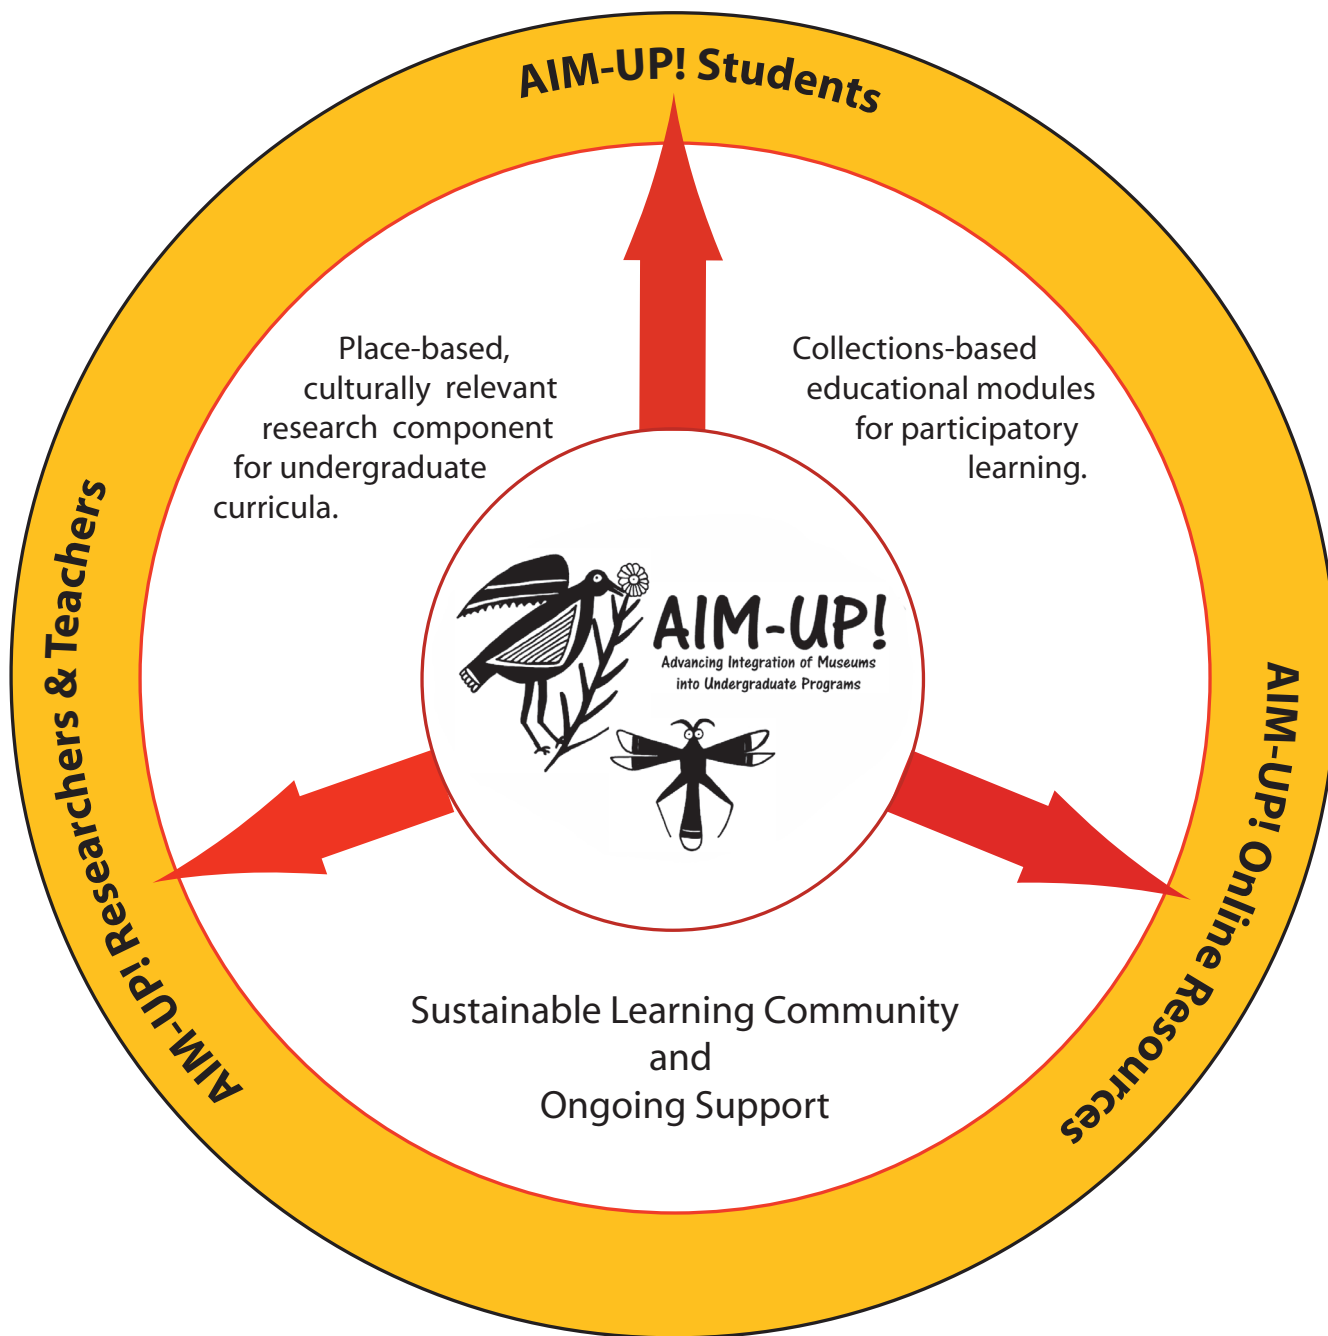 AIM-UP! Students
Place-based,
culturally relevant
research component
for undergraduate
curricula.
Collections-based
educational modules
for participatory
learning.
AIM-UP! Researchers & Teachers
AIM-UP!
Advancing Integration of Museums
into Undergraduate Programs
AIM-UP! Online Resources
Sustainable Learning Community
and
Ongoing Support